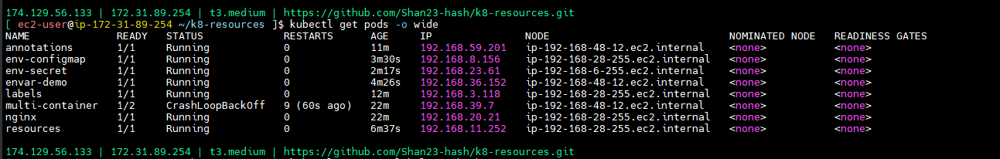 174.129.56.133 | 172.31.89.254 | t3.medium | https://github.com/Shan23-hash/k8-resources.git
[ ec2-user@ip-172-31-89-254 ~/k8-resources ]$ kubectl get pods -o wide
NAME READY STATUS RESTARTS AGE IP NODE NOMINATED NODE READINESS GATES
annotations 1/1 Running 0 11m 192.168.59.201 ip-192-168-48-12.ec2.internal <none> <none>
env-configmap 1/1 Running 0 3m30s 192.168.8.156 ip-192-168-28-255.ec2.internal <none> <none>
env-secret 1/1 Running 0 2m17s 192.168.23.61 ip-192-168-6-255.ec2.internal <none> <none>
envar-demo 1/1 Running 0 4m26s 192.168.36.152 ip-192-168-48-12.ec2.internal <none> <none>
labels 1/1 Running 0 12m 192.168.3.118 ip-192-168-28-255.ec2.internal <none> <none>
multi-container 1/2 CrashLoopBackOff 9 (60s ago) 22m 192.168.39.7 ip-192-168-48-12.ec2.internal <none> <none>
nginx 1/1 Running 0 22m 192.168.20.21 ip-192-168-28-255.ec2.internal <none> <none>
resources 1/1 Running 0 6m37s 192.168.11.252 ip-192-168-28-255.ec2.internal <none> <none>
174.129.56.133 | 172.31.89.254 | t3.medium | https://github.com/Shan23-hash/k8-resources.git